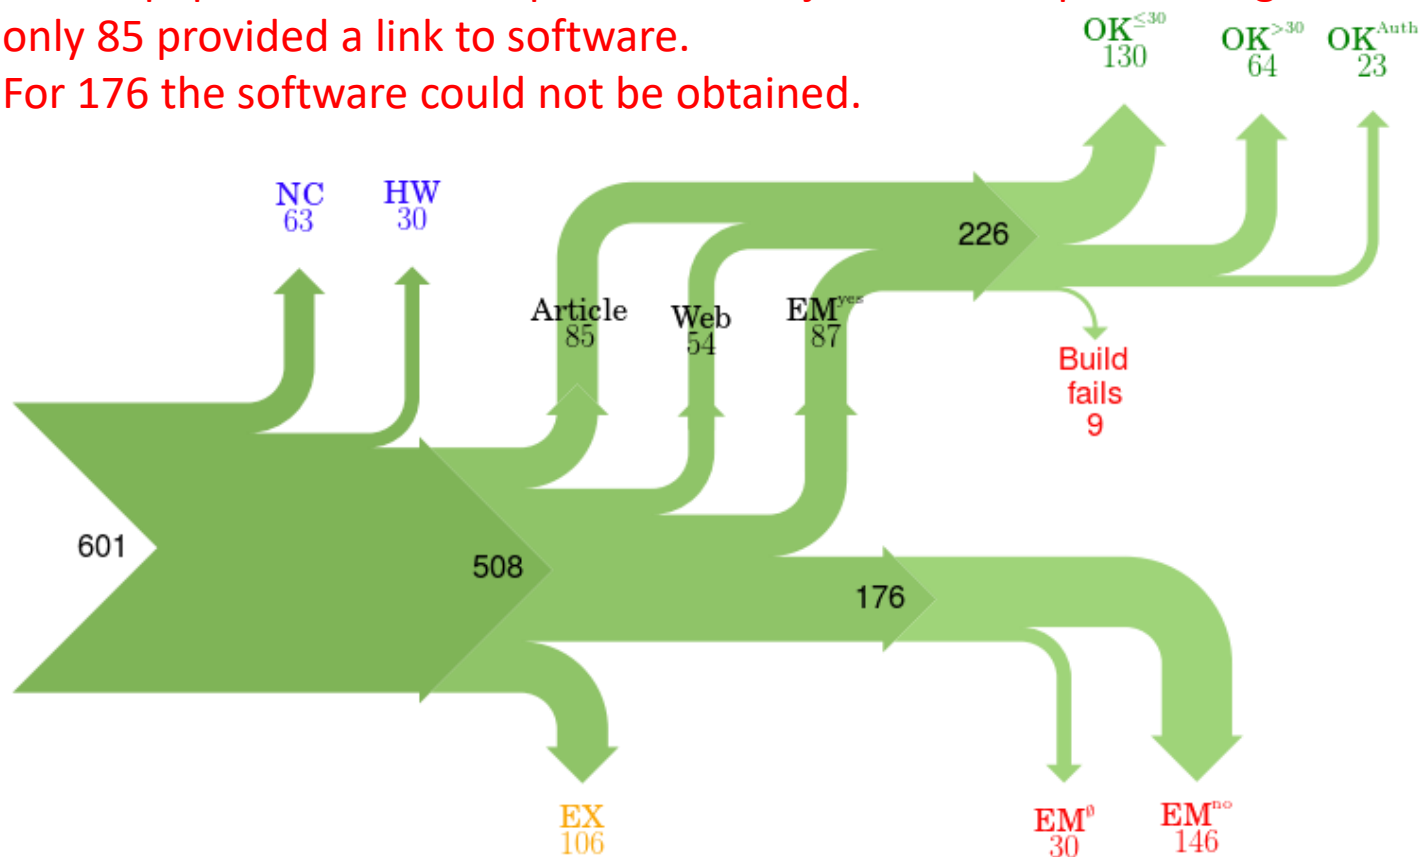 only 85 provided a link to software.
For 176 the software could not be obtained.
OK≤30
130
OK>30
64
OKAuth
23
NC
63
HW
30
226
Article
85
Web
54
EMyes
87
Build
fails
9
601
508
176
EX
106
EM∅
30
EMno
146